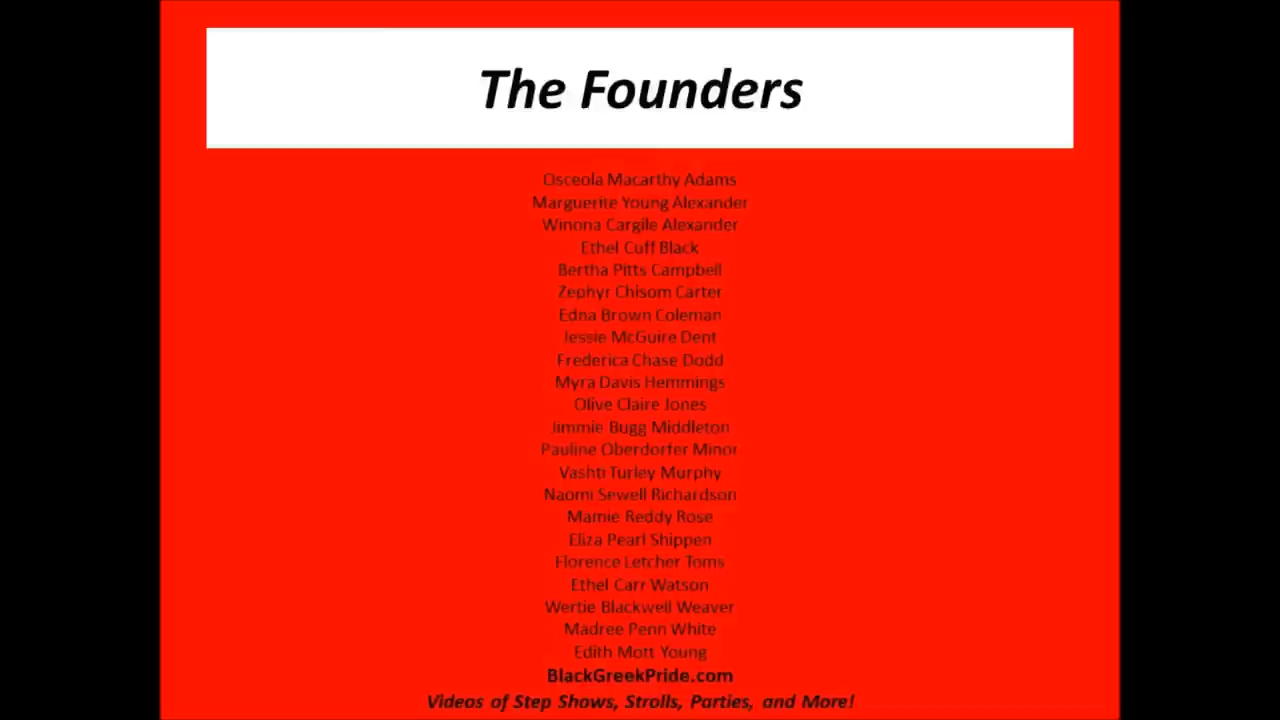 The Founders
Osceola Macarthy Adams
Marguerite Young Alexander
Winona Cargile Alexander
Ethel Cuff Black
Bertha Pitts Campbell
Zephyr Chisom Carter
Edna Brown Coleman
Jessie McGuire Dent
Frederica Chase Dodd
Myra Davis Hemmings
Olive Claire Jones
Jimmie Bugg Middleton
Pauline Oberdorfer Minor
Vashti Turley Murphy
Naomi Sewell Richardson
Mamie Reddy Rose
Eliza Pearl Shippen
Florence Letcher Toms
Ethel Carr Watson
Wertie Blackwell Weaver
Madree Penn White
Edith Mott Young
BlackGreekPride.com
Videos of Step Shows, Strolls, Parties, and More!